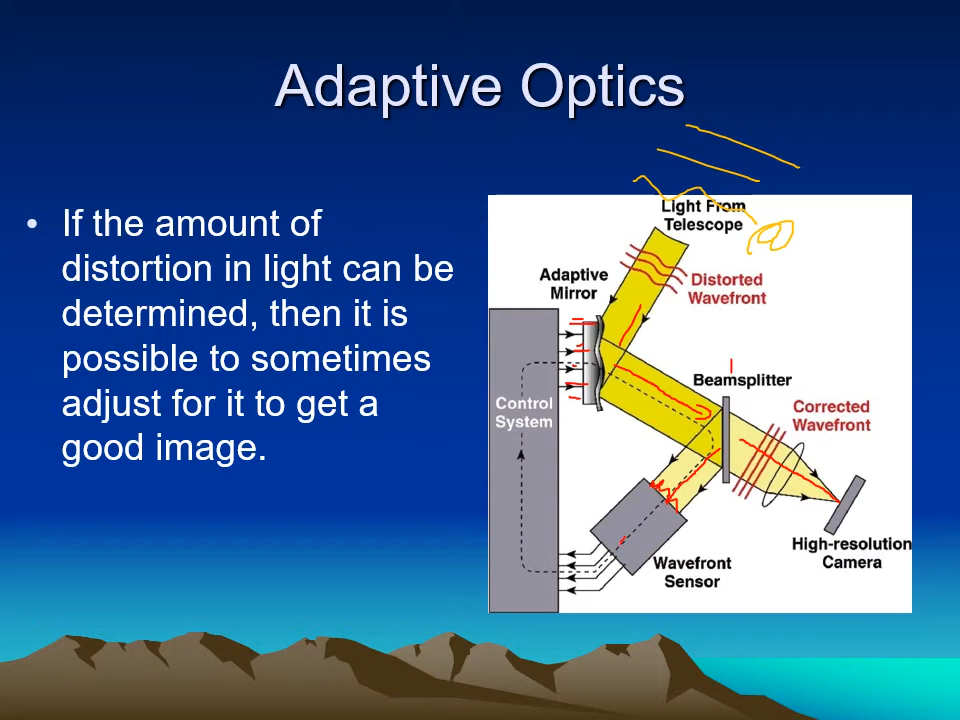 Adaptive Optics
• If the amount of
distortion in light can be
determined, then it is
possible to sometimes
adjust for it to get a
good image.
Light From
Telescope
Adaptive
Mirror
Distorted
Wavefront
Beamsplitter
Control
System
Corrected
Wavefront
High-resolution
Camera
Wavefront
Sensor